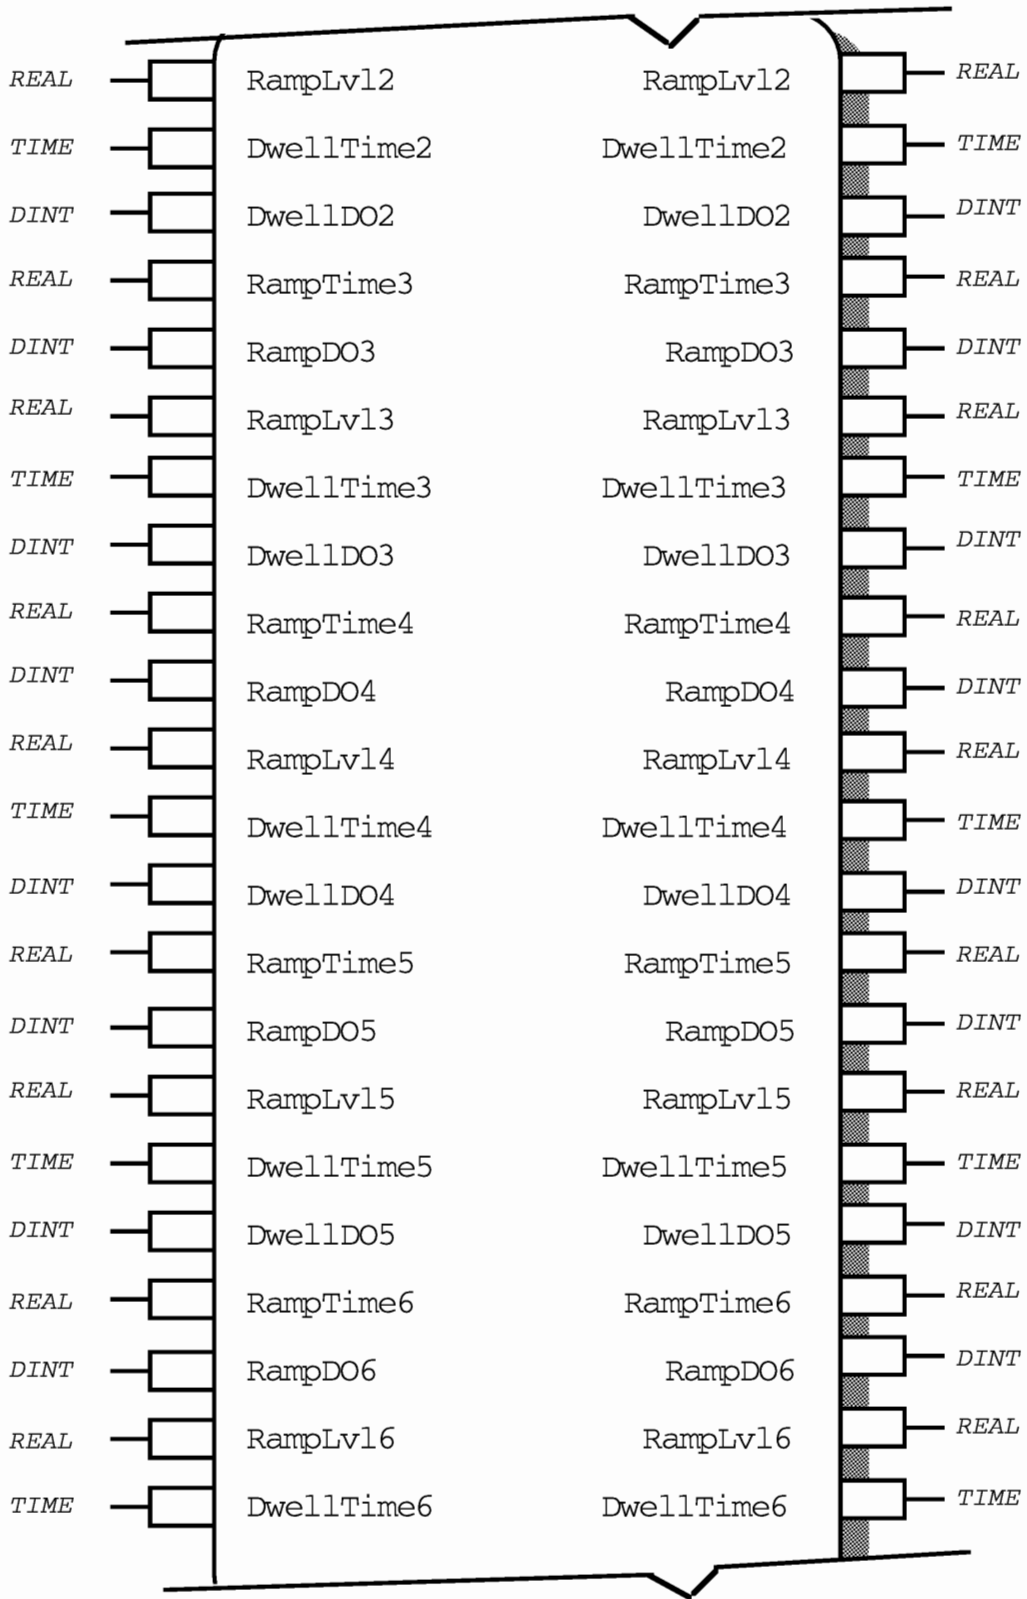 REAL RampLvl2 RampLvl2 REAL
TIME DwellTime2 DwellTime2 TIME
DINT DwellDO2 DwellDO2 DINT
REAL RampTime3 RampTime3 REAL
DINT RampDO3 RampDO3 DINT
REAL RampLvl3 RampLvl3 REAL
TIME DwellTime3 DwellTime3 TIME
DINT DwellDO3 DwellDO3 DINT
REAL RampTime4 RampTime4 REAL
DINT RampDO4 RampDO4 DINT
REAL RampLvl4 RampLvl4 REAL
TIME DwellTime4 DwellTime4 TIME
DINT DwellDO4 DwellDO4 DINT
REAL RampTime5 RampTime5 REAL
DINT RampDO5 RampDO5 DINT
REAL RampLvl5 RampLvl5 REAL
TIME DwellTime5 DwellTime5 TIME
DINT DwellDO5 DwellDO5 DINT
REAL RampTime6 RampTime6 REAL
DINT RampDO6 RampDO6 DINT
REAL RampLvl6 RampLvl6 REAL
TIME DwellTime6 DwellTime6 TIME